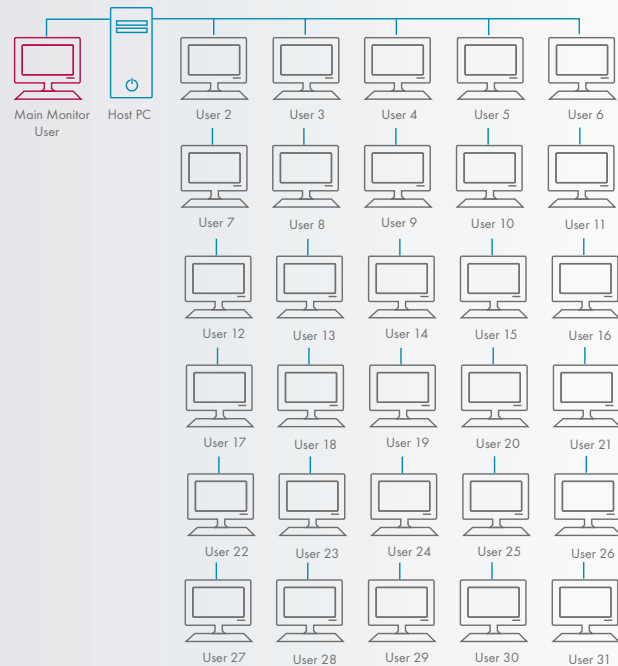 Main Monitor
User
Host PC
User 2
User 3
User 4
User 5
User 6
User 7
User 8
User 9
User 10
User 11
User 12
User 13
User 14
User 15
User 16
User 17
User 18
User 19
User 20
User 21
User 22
User 23
User 24
User 25
User 26
User 27
User 28
User 29
User 30
User 31